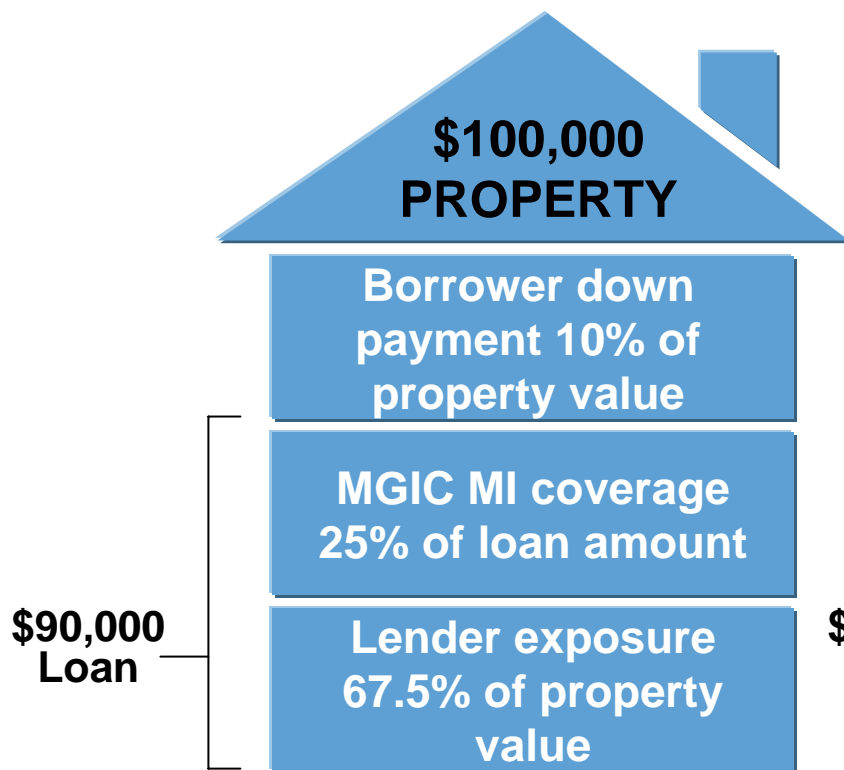 $100,000
PROPERTY
Borrower down
payment 10% of
property value
MGIC MI coverage
25% of loan amount
$90,000
Loan
Lender exposure
67.5% of property
value
$